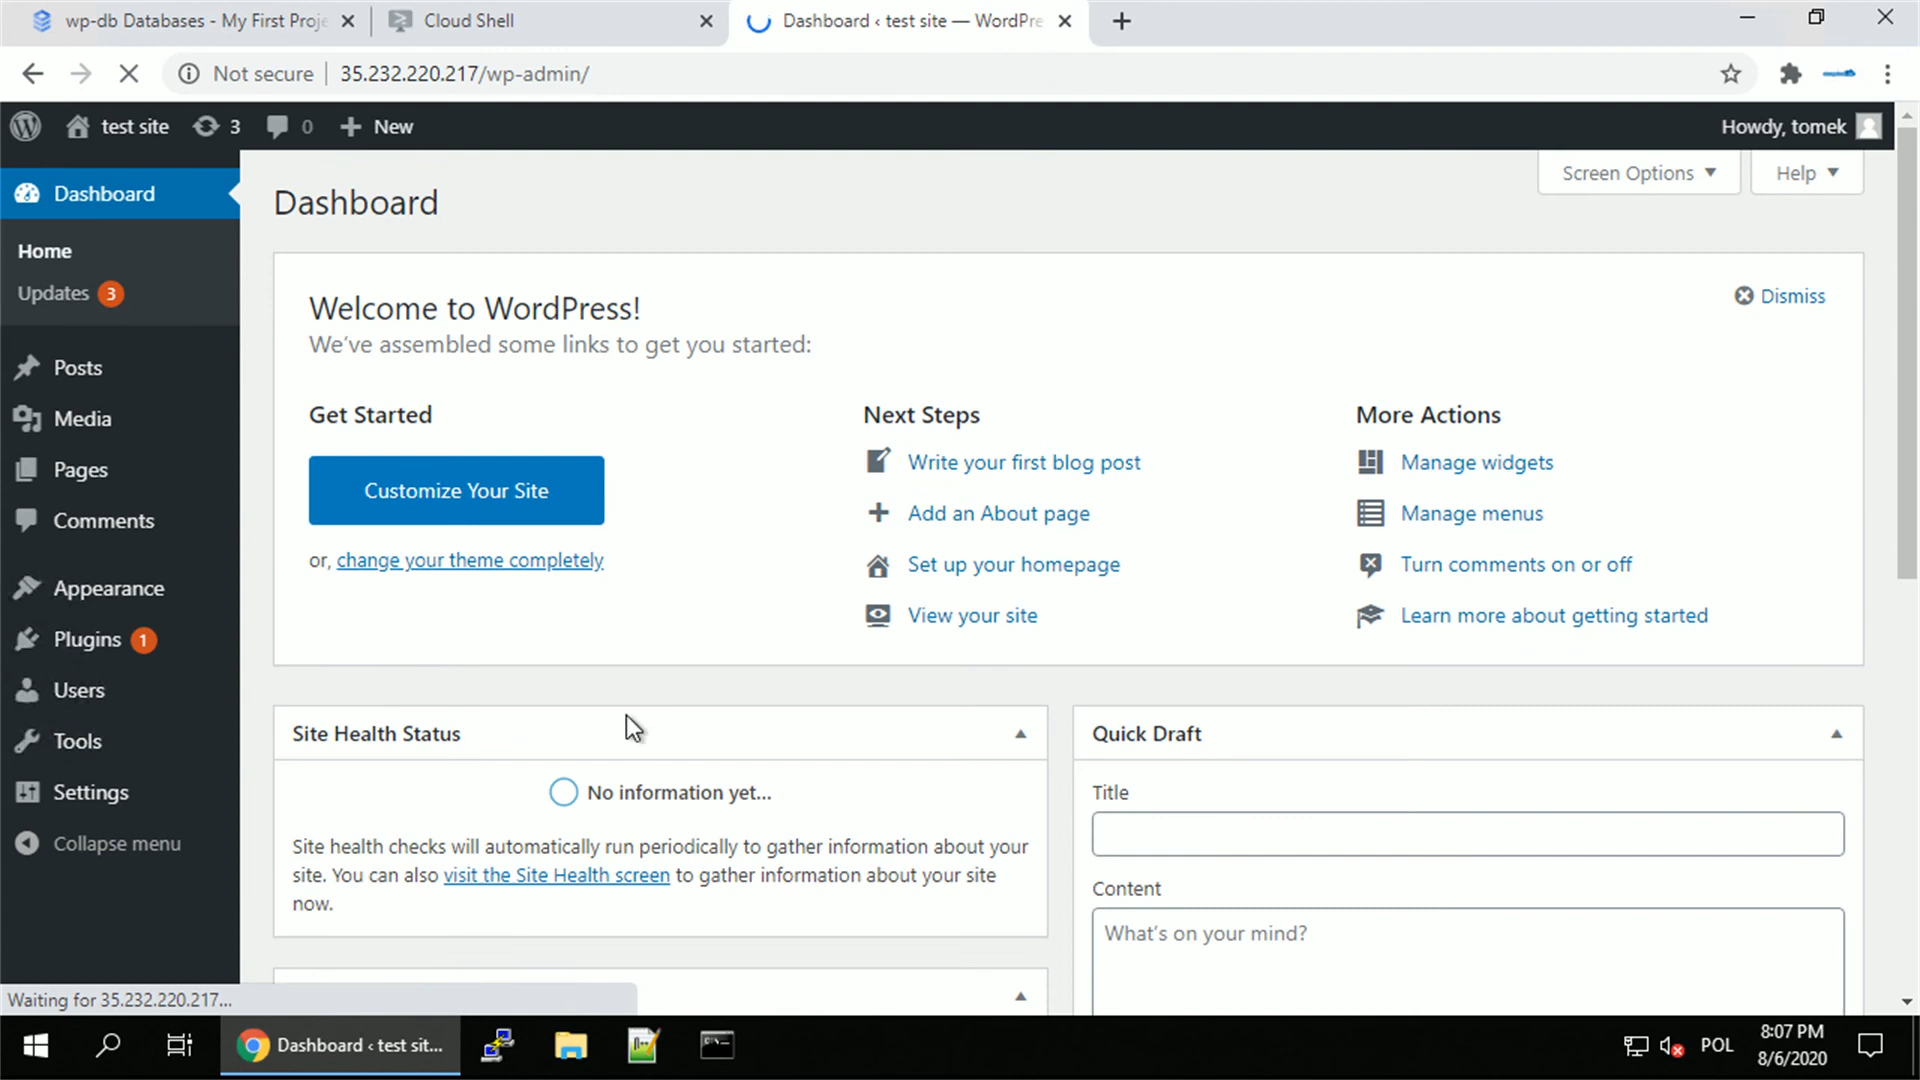 wp-db Databases - My First Proje
Cloud Shell
Dashboard ‹ test site — WordPre
Not secure
35.232.220.217/wp-admin/
test site
3
0
New
Howdy, tomek
Screen Options
Help
Dashboard
Home
Updates 3
Posts
Media
Pages
Comments
Appearance
Plugins 1
Users
Tools
Settings
Collapse menu
Dashboard
Welcome to WordPress!
We've assembled some links to get you started:
Dismiss
Get Started
Customize Your Site
or, change your theme completely
Next Steps
Write your first blog post
Add an About page
Set up your homepage
View your site
More Actions
Manage widgets
Manage menus
Turn comments on or off
Learn more about getting started
Site Health Status
No information yet...
Site health checks will automatically run periodically to gather information about your
site. You can also visit the Site Health screen to gather information about your site
now.
Quick Draft
Title
Content
What's on your mind?
Waiting for 35.232.220.217...
Dashboard ‹ test sit...
POL
8:07 PM
8/6/2020